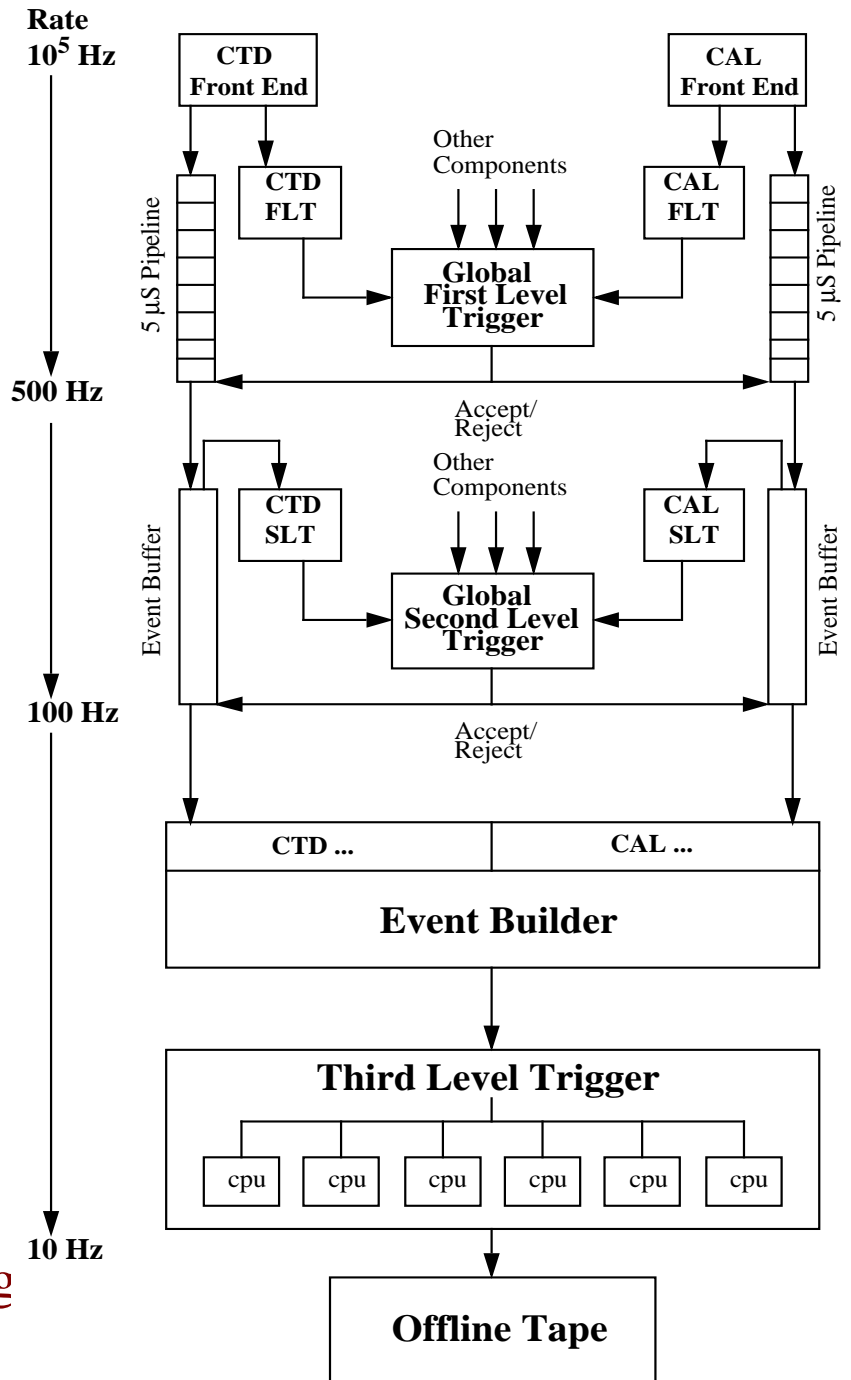 Rate
10⁵ Hz
CTD
Front End
CAL
Front End
Other
Components
CTD
FLT
CAL
FLT
5 µS Pipeline
5 µS Pipeline
Global
First Level
Trigger
500 Hz
Accept/
Reject
Other
Components
CTD
SLT
CAL
SLT
Event Buffer
Event Buffer
Global
Second Level
Trigger
100 Hz
Accept/
Reject
CTD ...
CAL ...
Event Builder
Third Level Trigger
cpu
cpu
cpu
cpu
cpu
cpu
10 Hz
Offline Tape